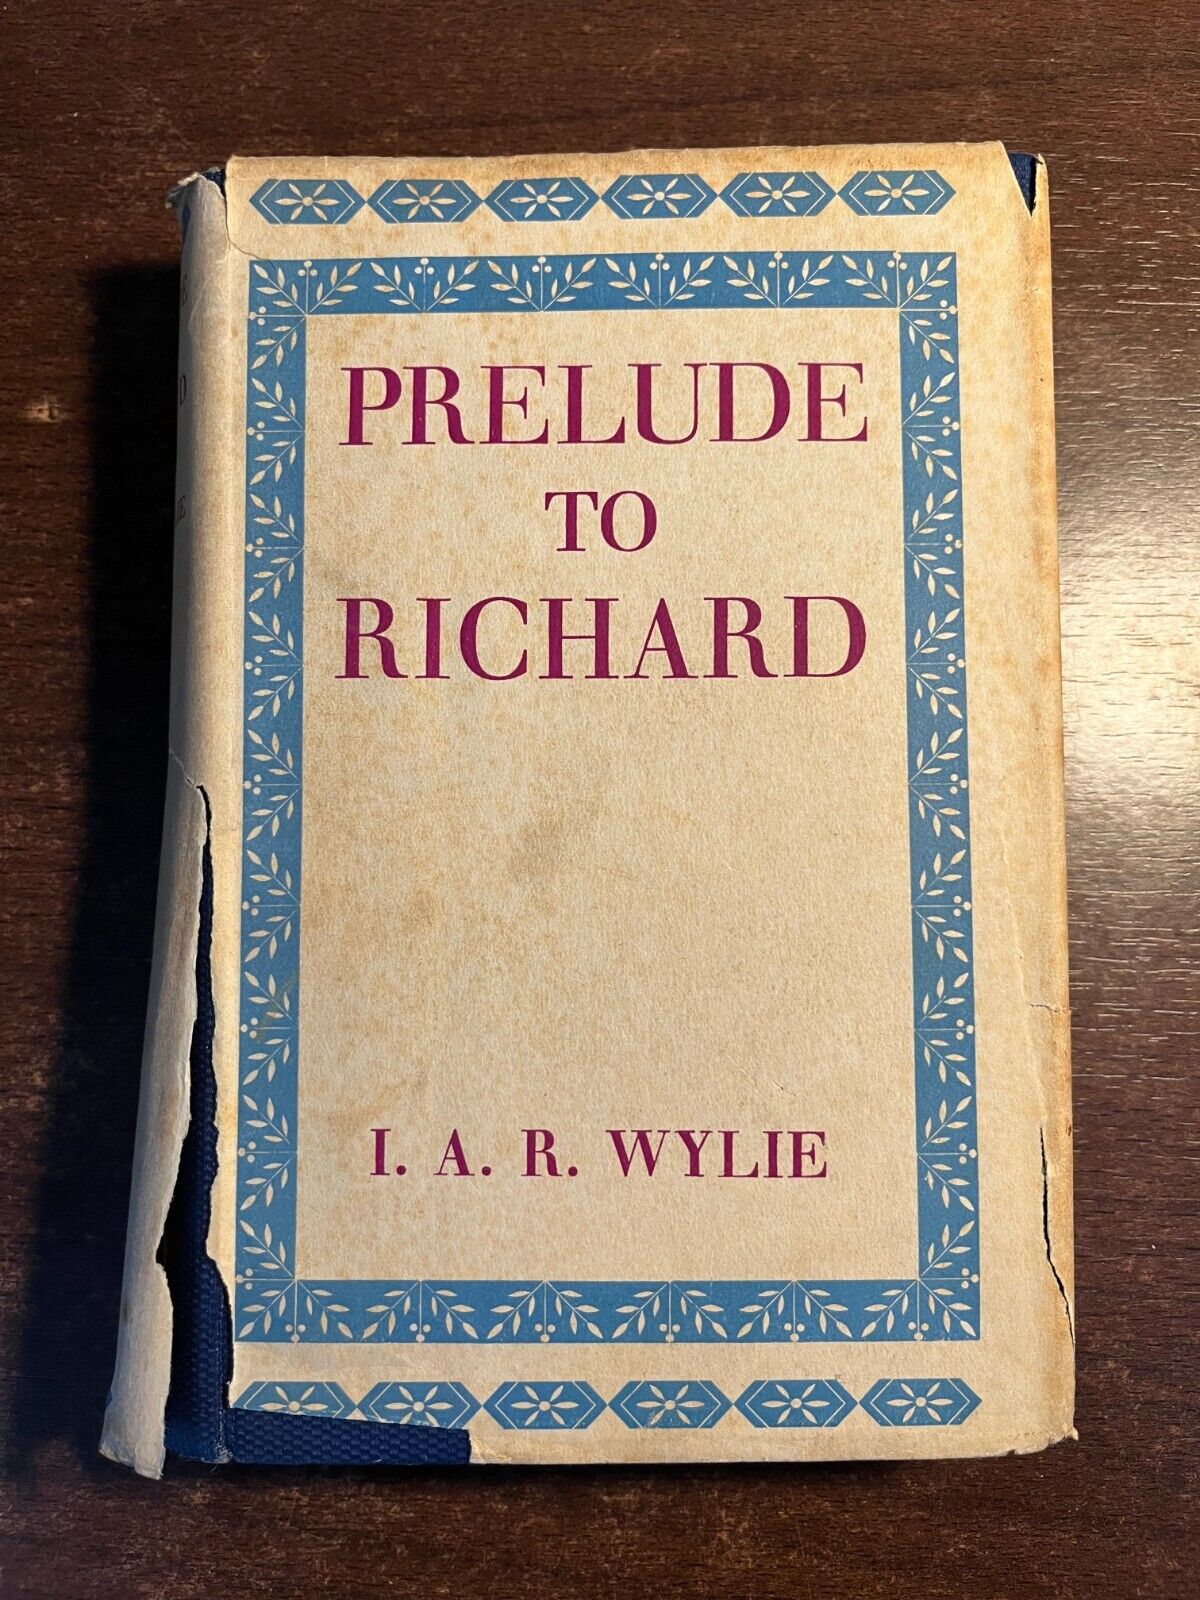 PRELUDE
TO
RICHARD
I. A. R. WYLIE